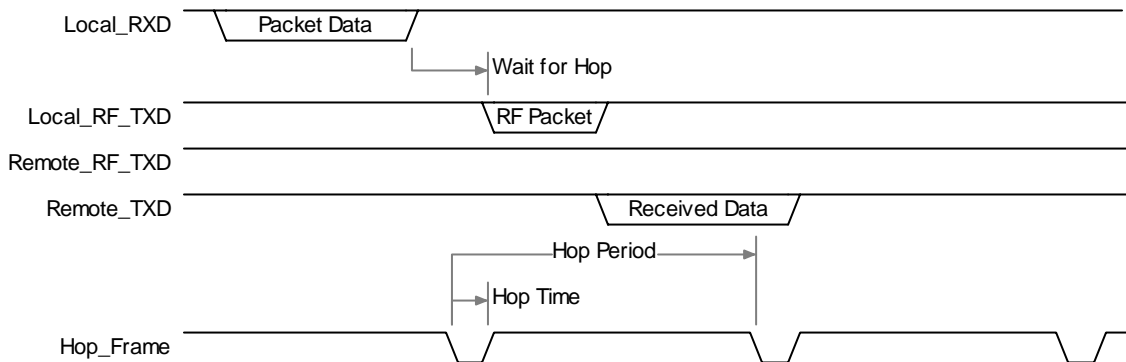 Local_RXD
Packet Data
Wait for Hop
Local_RF_TXD
RF Packet
Remote_RF_TXD
Remote_TXD
Received Data
Hop Period
Hop Time
Hop_Frame